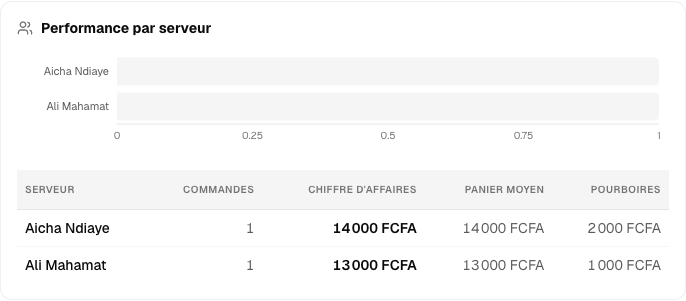 Performance par serveur
Aicha Ndiaye
Ali Mahamat
0 0.25 0.5 0.75 1
SERVEUR COMMANDES CHIFFRE D'AFFAIRES PANIER MOYEN POURBOIRES
Aicha Ndiaye 1 14 000 FCFA 14 000 FCFA 2 000 FCFA
Ali Mahamat 1 13 000 FCFA 13 000 FCFA 1 000 FCFA